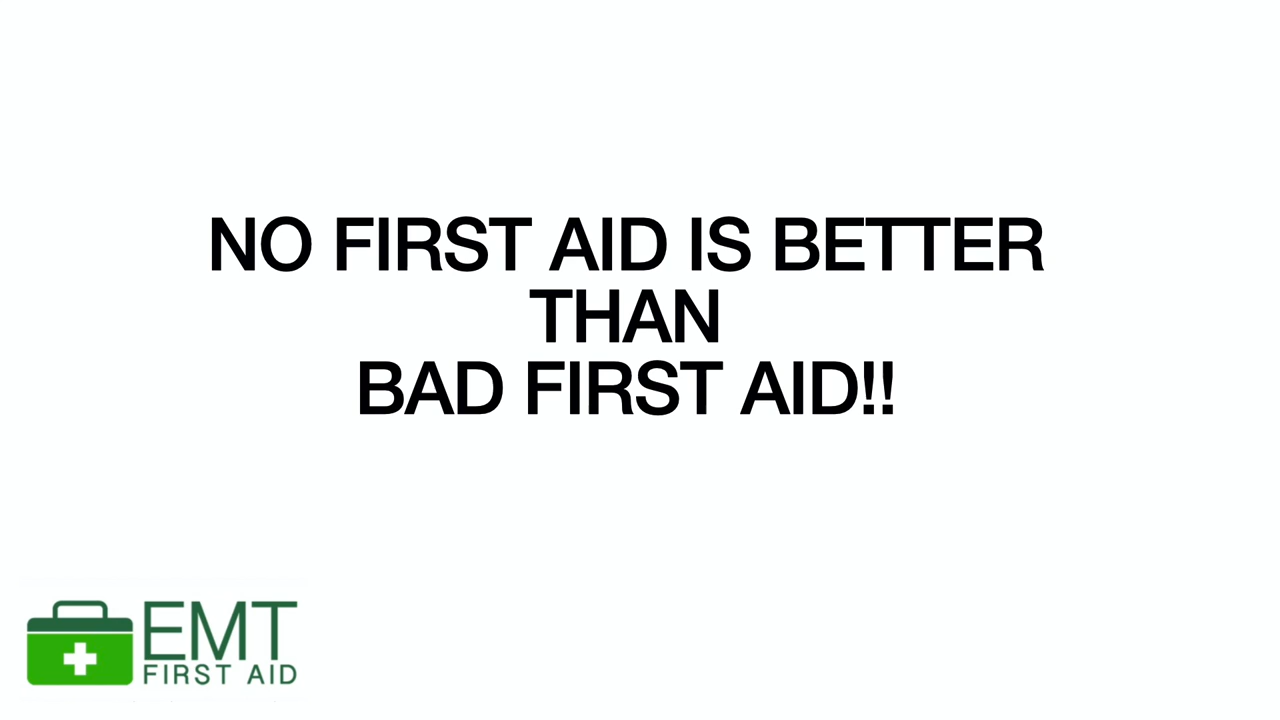 NO FIRST AID IS BETTER
THAN
BAD FIRST AID!!
EMT
FIRST AID